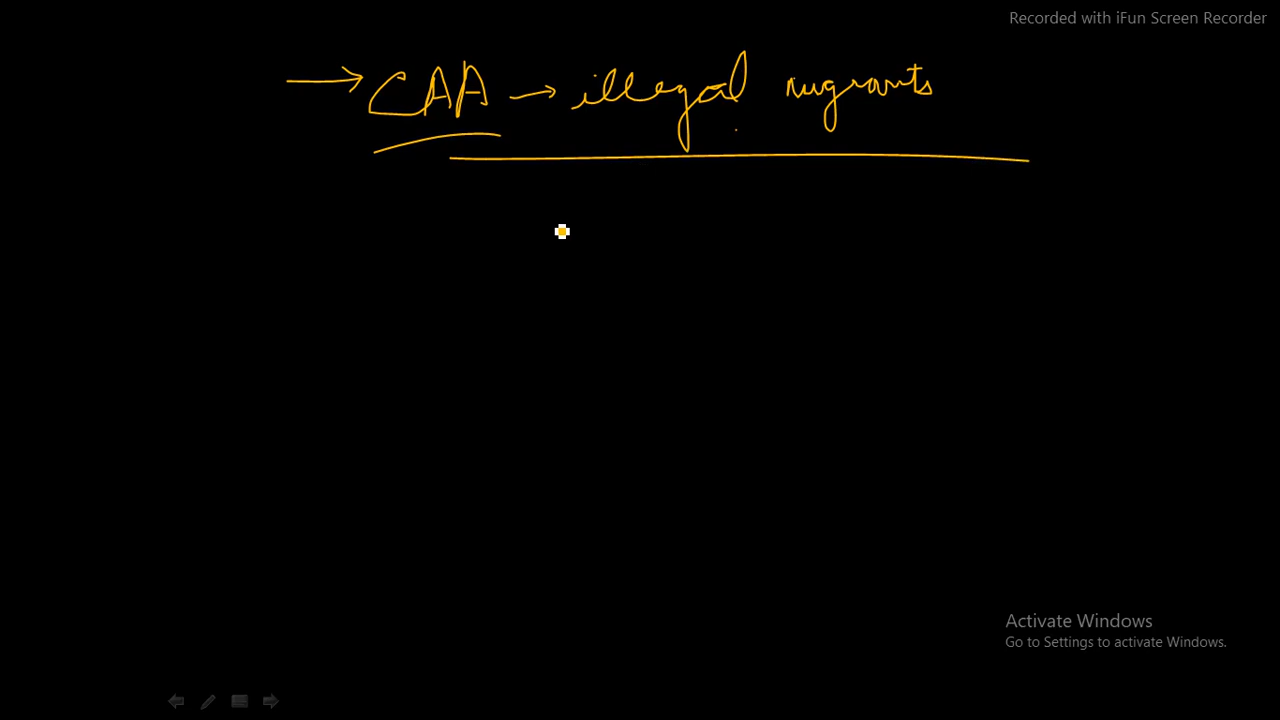 Recorded with iFun Screen Recorder
→ CAA → illegal migrants
Activate Windows
Go to Settings to activate Windows.